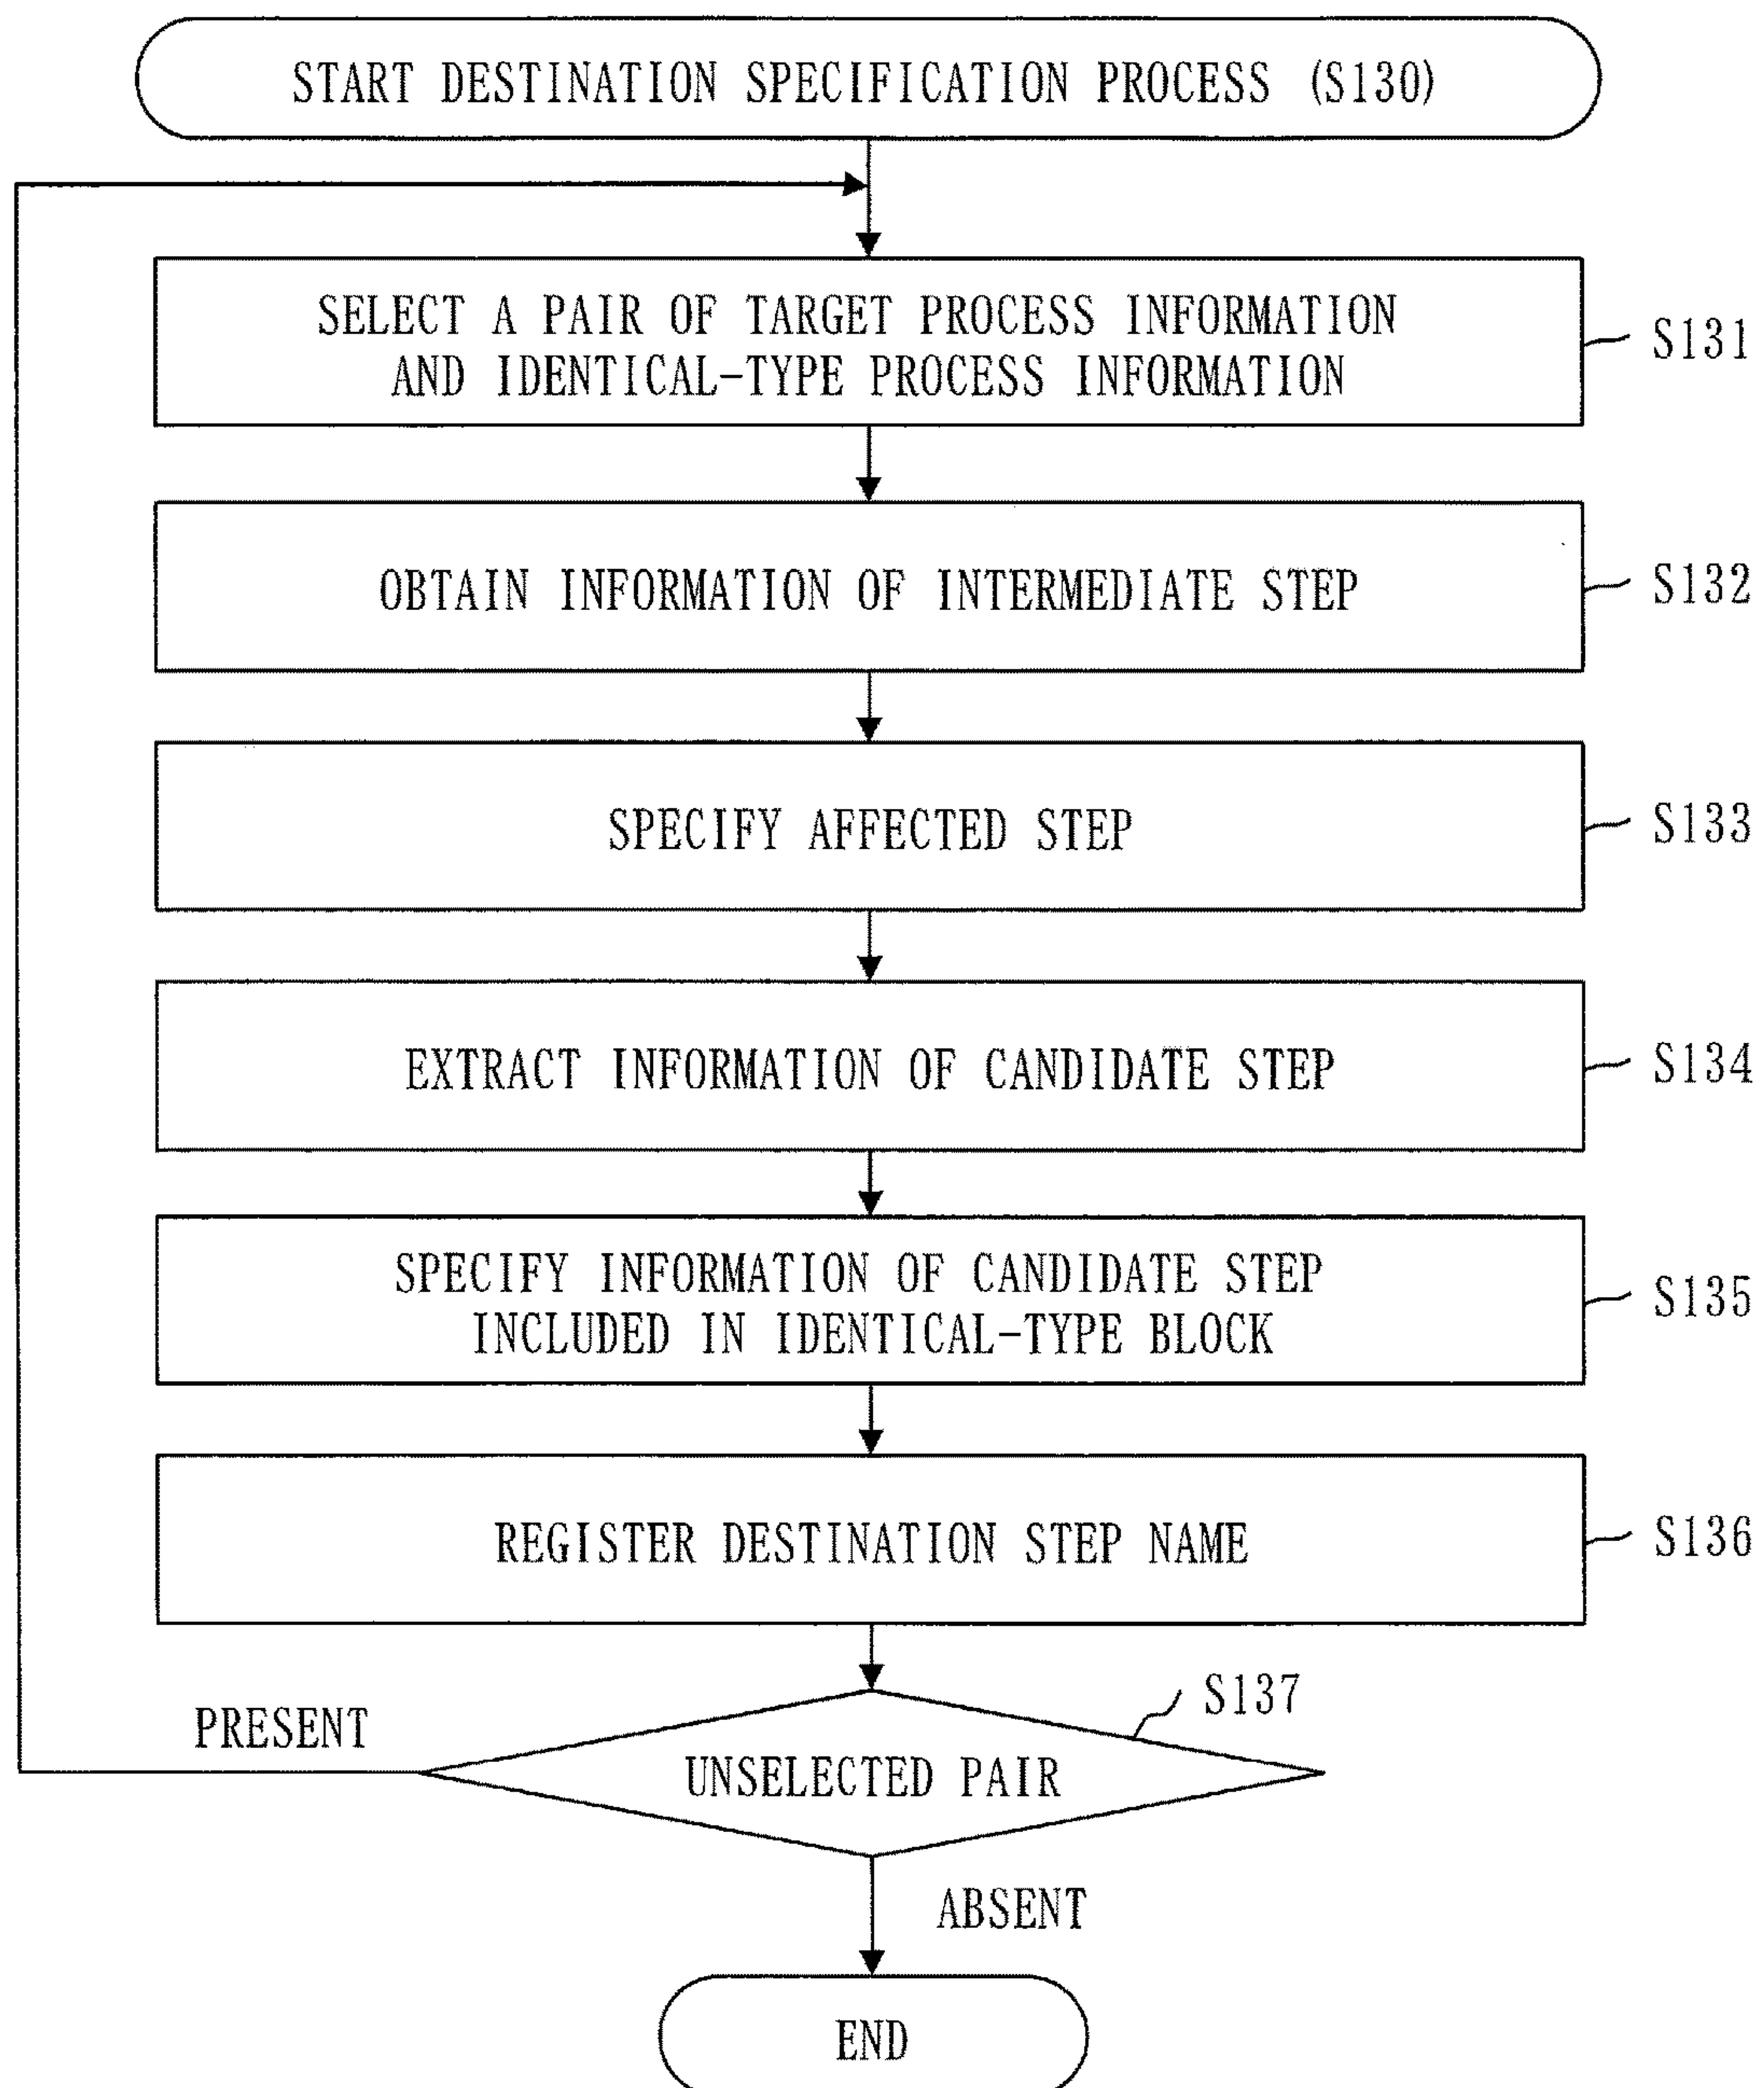 START DESTINATION SPECIFICATION PROCESS (S130)
SELECT A PAIR OF TARGET PROCESS INFORMATION
AND IDENTICAL-TYPE PROCESS INFORMATION
S131
OBTAIN INFORMATION OF INTERMEDIATE STEP
S132
SPECIFY AFFECTED STEP
S133
EXTRACT INFORMATION OF CANDIDATE STEP
S134
SPECIFY INFORMATION OF CANDIDATE STEP
INCLUDED IN IDENTICAL-TYPE BLOCK
S135
REGISTER DESTINATION STEP NAME
S136
S137
PRESENT
UNSELECTED PAIR
ABSENT
END